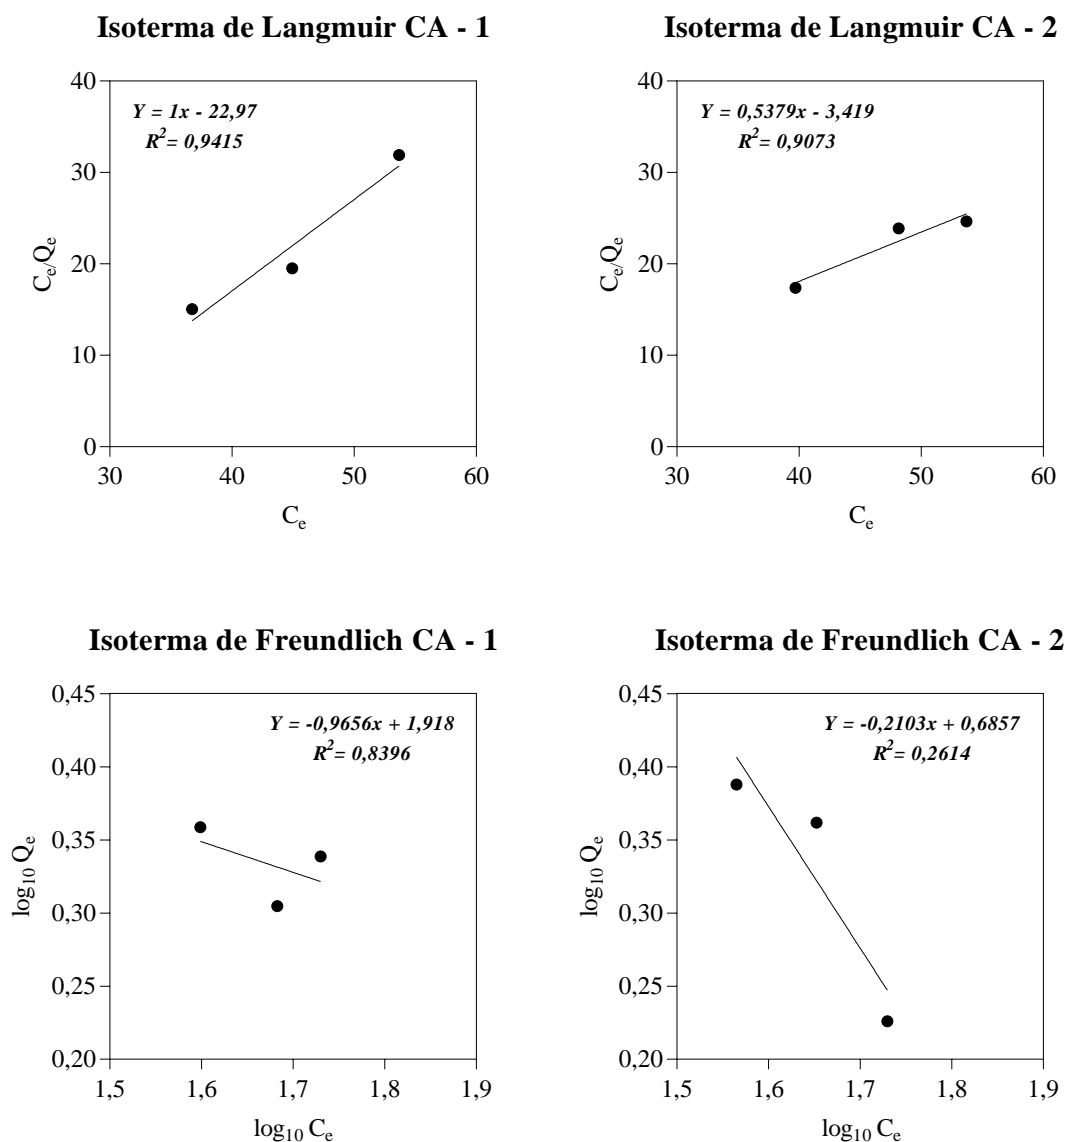 Isoterma de Langmuir CA - 1
Y = 1x - 22,97
R²= 0,9415
40
30
20
10
0
30 40 50 60
Ce/Qe
Ce
Isoterma de Langmuir CA - 2
Y = 0,5379x - 3,419
R²= 0,9073
40
30
20
10
0
30 40 50 60
Ce/Qe
Ce
Isoterma de Freundlich CA - 1
Y = -0,9656x + 1,918
R²= 0,8396
0,45
0,40
0,35
0,30
0,25
0,20
1,5 1,6 1,7 1,8 1,9
log10 Qe
log10 Ce
Isoterma de Freundlich CA - 2
Y = -0,2103x + 0,6857
R²= 0,2614
0,45
0,40
0,35
0,30
0,25
0,20
1,5 1,6 1,7 1,8 1,9
log10 Qe
log10 Ce